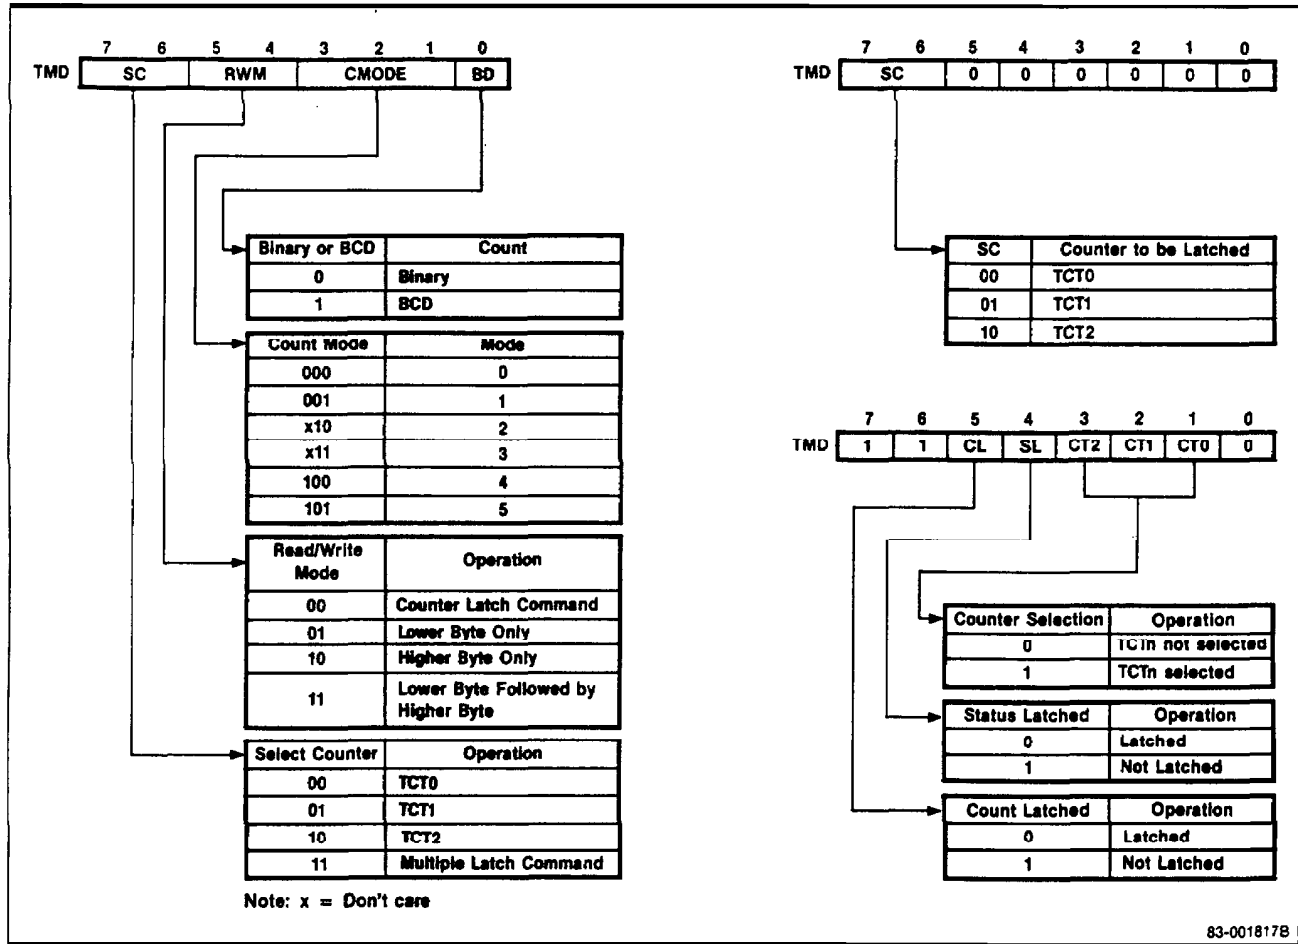 7 6 5 4 3 2 1 0
TMD SC RWM CMODE BD
Binary or BCD Count
0 Binary
1 BCD
Count Mode Mode
000 0
001 1
x10 2
x11 3
100 4
101 5
Read/Write Mode Operation
00 Counter Latch Command
01 Lower Byte Only
10 Higher Byte Only
11 Lower Byte Followed by
Higher Byte
Select Counter Operation
00 TCT0
01 TCT1
10 TCT2
11 Multiple Latch Command
Note: x = Don't care
7 6 5 4 3 2 1 0
TMD SC 0 0 0 0 0 0
SC Counter to be Latched
00 TCT0
01 TCT1
10 TCT2
7 6 5 4 3 2 1 0
TMD 1 1 CL SL CT2 CT1 CT0 0
Counter Selection Operation
0 TCTn not selected
1 TCTn selected
Status Latched Operation
0 Latched
1 Not Latched
Count Latched Operation
0 Latched
1 Not Latched
83-001817B